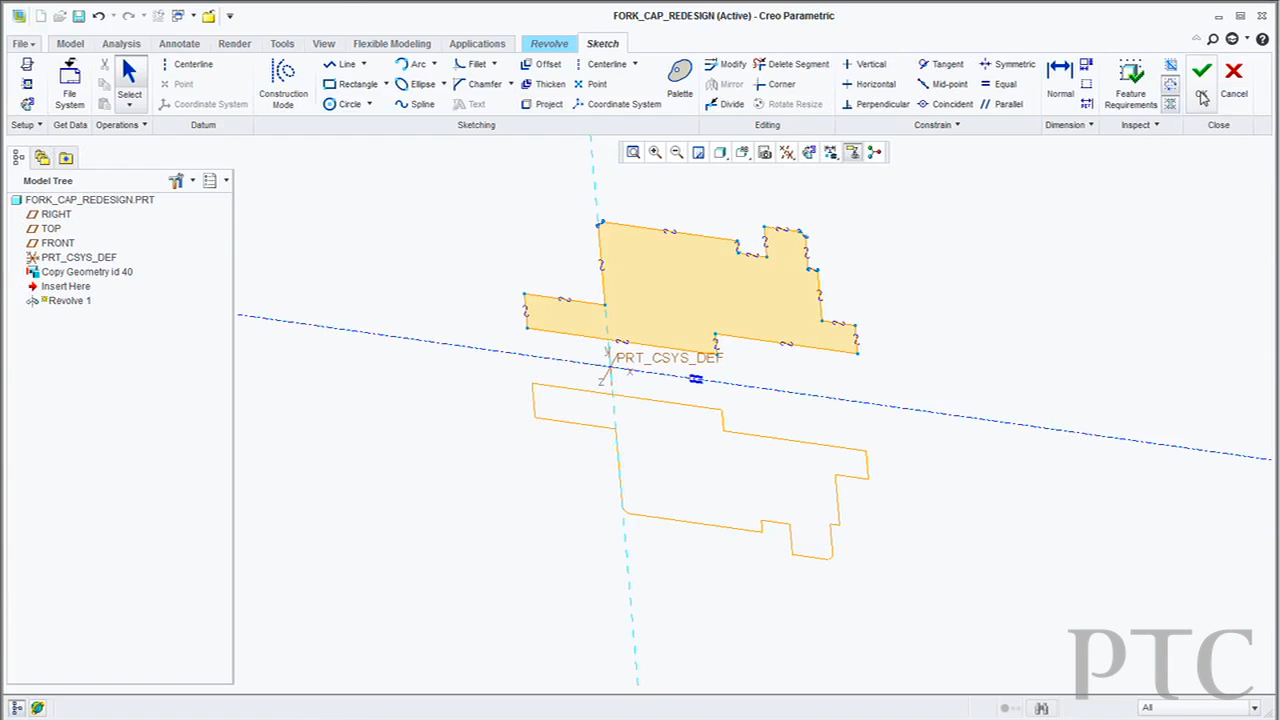 FORK_CAP_REDESIGN (Active) - Creo Parametric
File Model Analysis Annotate Render Tools View Flexible Modeling Applications Revolve Sketch
Centerline Line Arc Fillet Offset Centerline Modify Delete Segment Vertical Tangent Symmetric
Point Rectangle Ellipse Chamfer Thicken Point Mirror Corner Horizontal Mid-point Equal
Coordinate System Circle Spline Text Project Coordinate System Divide Rotate Resize Perpendicular Coincident Parallel
File System Select Construction Mode Palette Normal Feature Requirements OK Cancel
Setup Get Data Operations Datum Sketching Editing Constrain Dimension Inspect Close
Model Tree
FORK_CAP_REDESIGN.PRT
RIGHT
TOP
FRONT
PRT_CSYS_DEF
Copy Geometry id 40
Insert Here
Revolve 1
y
PRT_CSYS_DEF
x
z
PTC
All